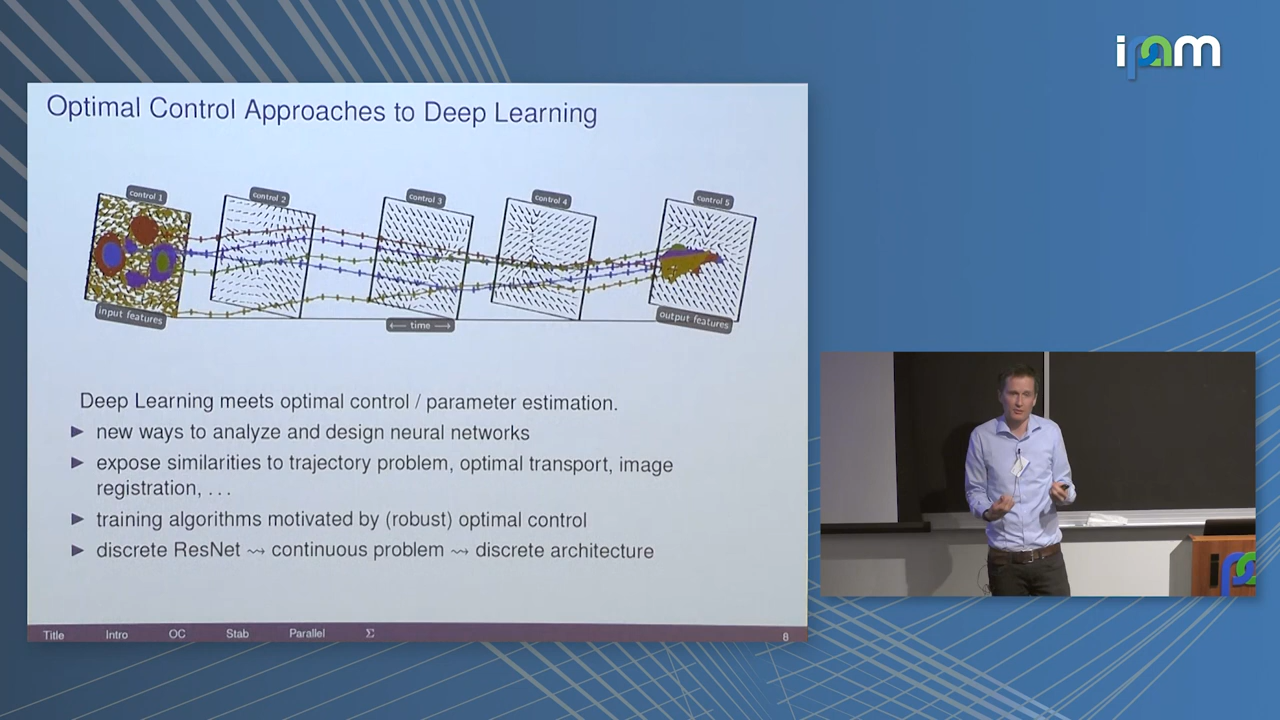 ipam
Optimal Control Approaches to Deep Learning
control 1
control 2
control 3
control 4
control 5
input features
⟵ time ⟶
output features
Deep Learning meets optimal control / parameter estimation.
▶ new ways to analyze and design neural networks
▶ expose similarities to trajectory problem, optimal transport, image
registration, . . .
▶ training algorithms motivated by (robust) optimal control
▶ discrete ResNet ⇝ continuous problem ⇝ discrete architecture
Title Intro OC Stab Parallel Σ 8